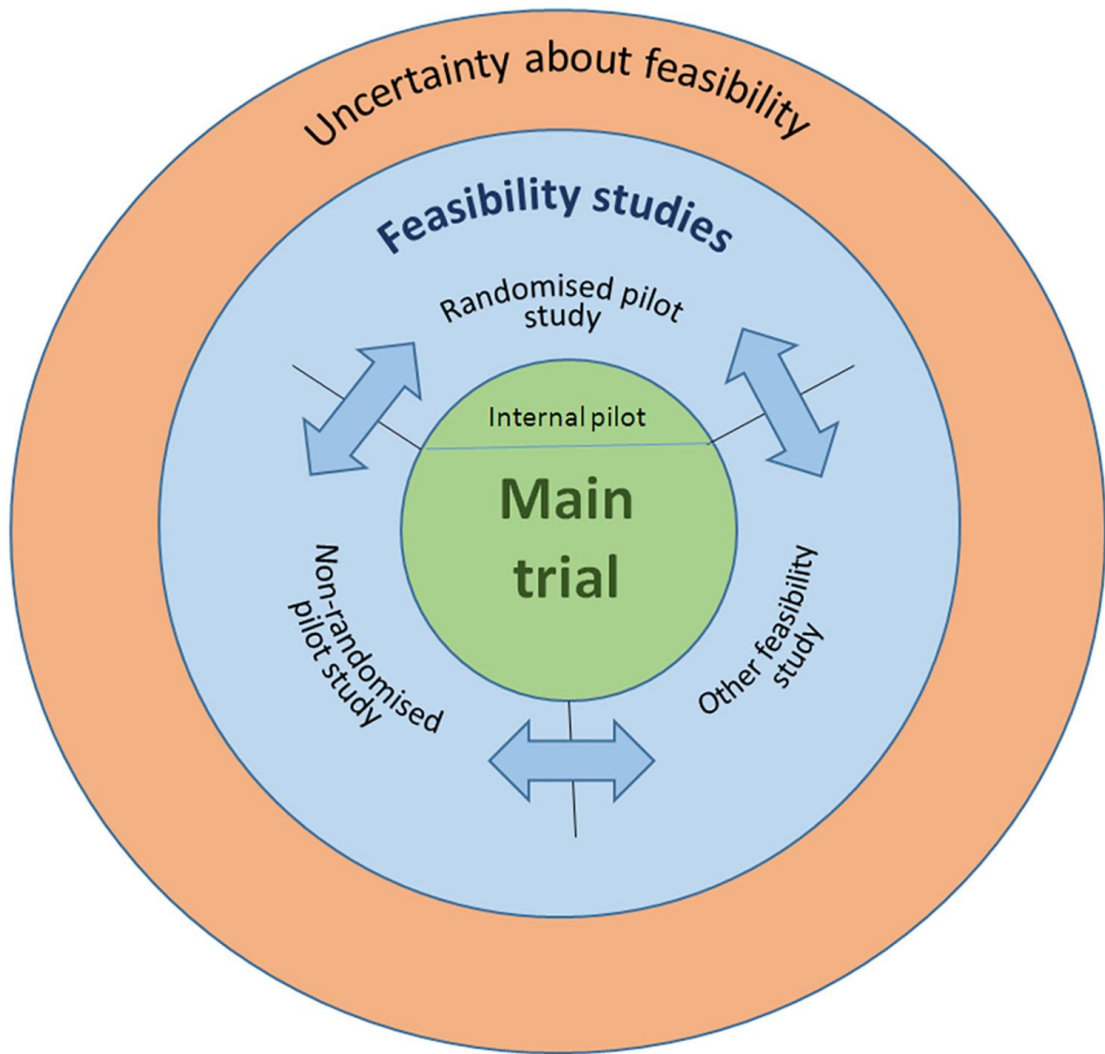 Uncertainty about feasibility
Feasibility studies
Randomised pilot
study
Internal pilot
Main
trial
Non-randomised
pilot study
Other feasibility
study